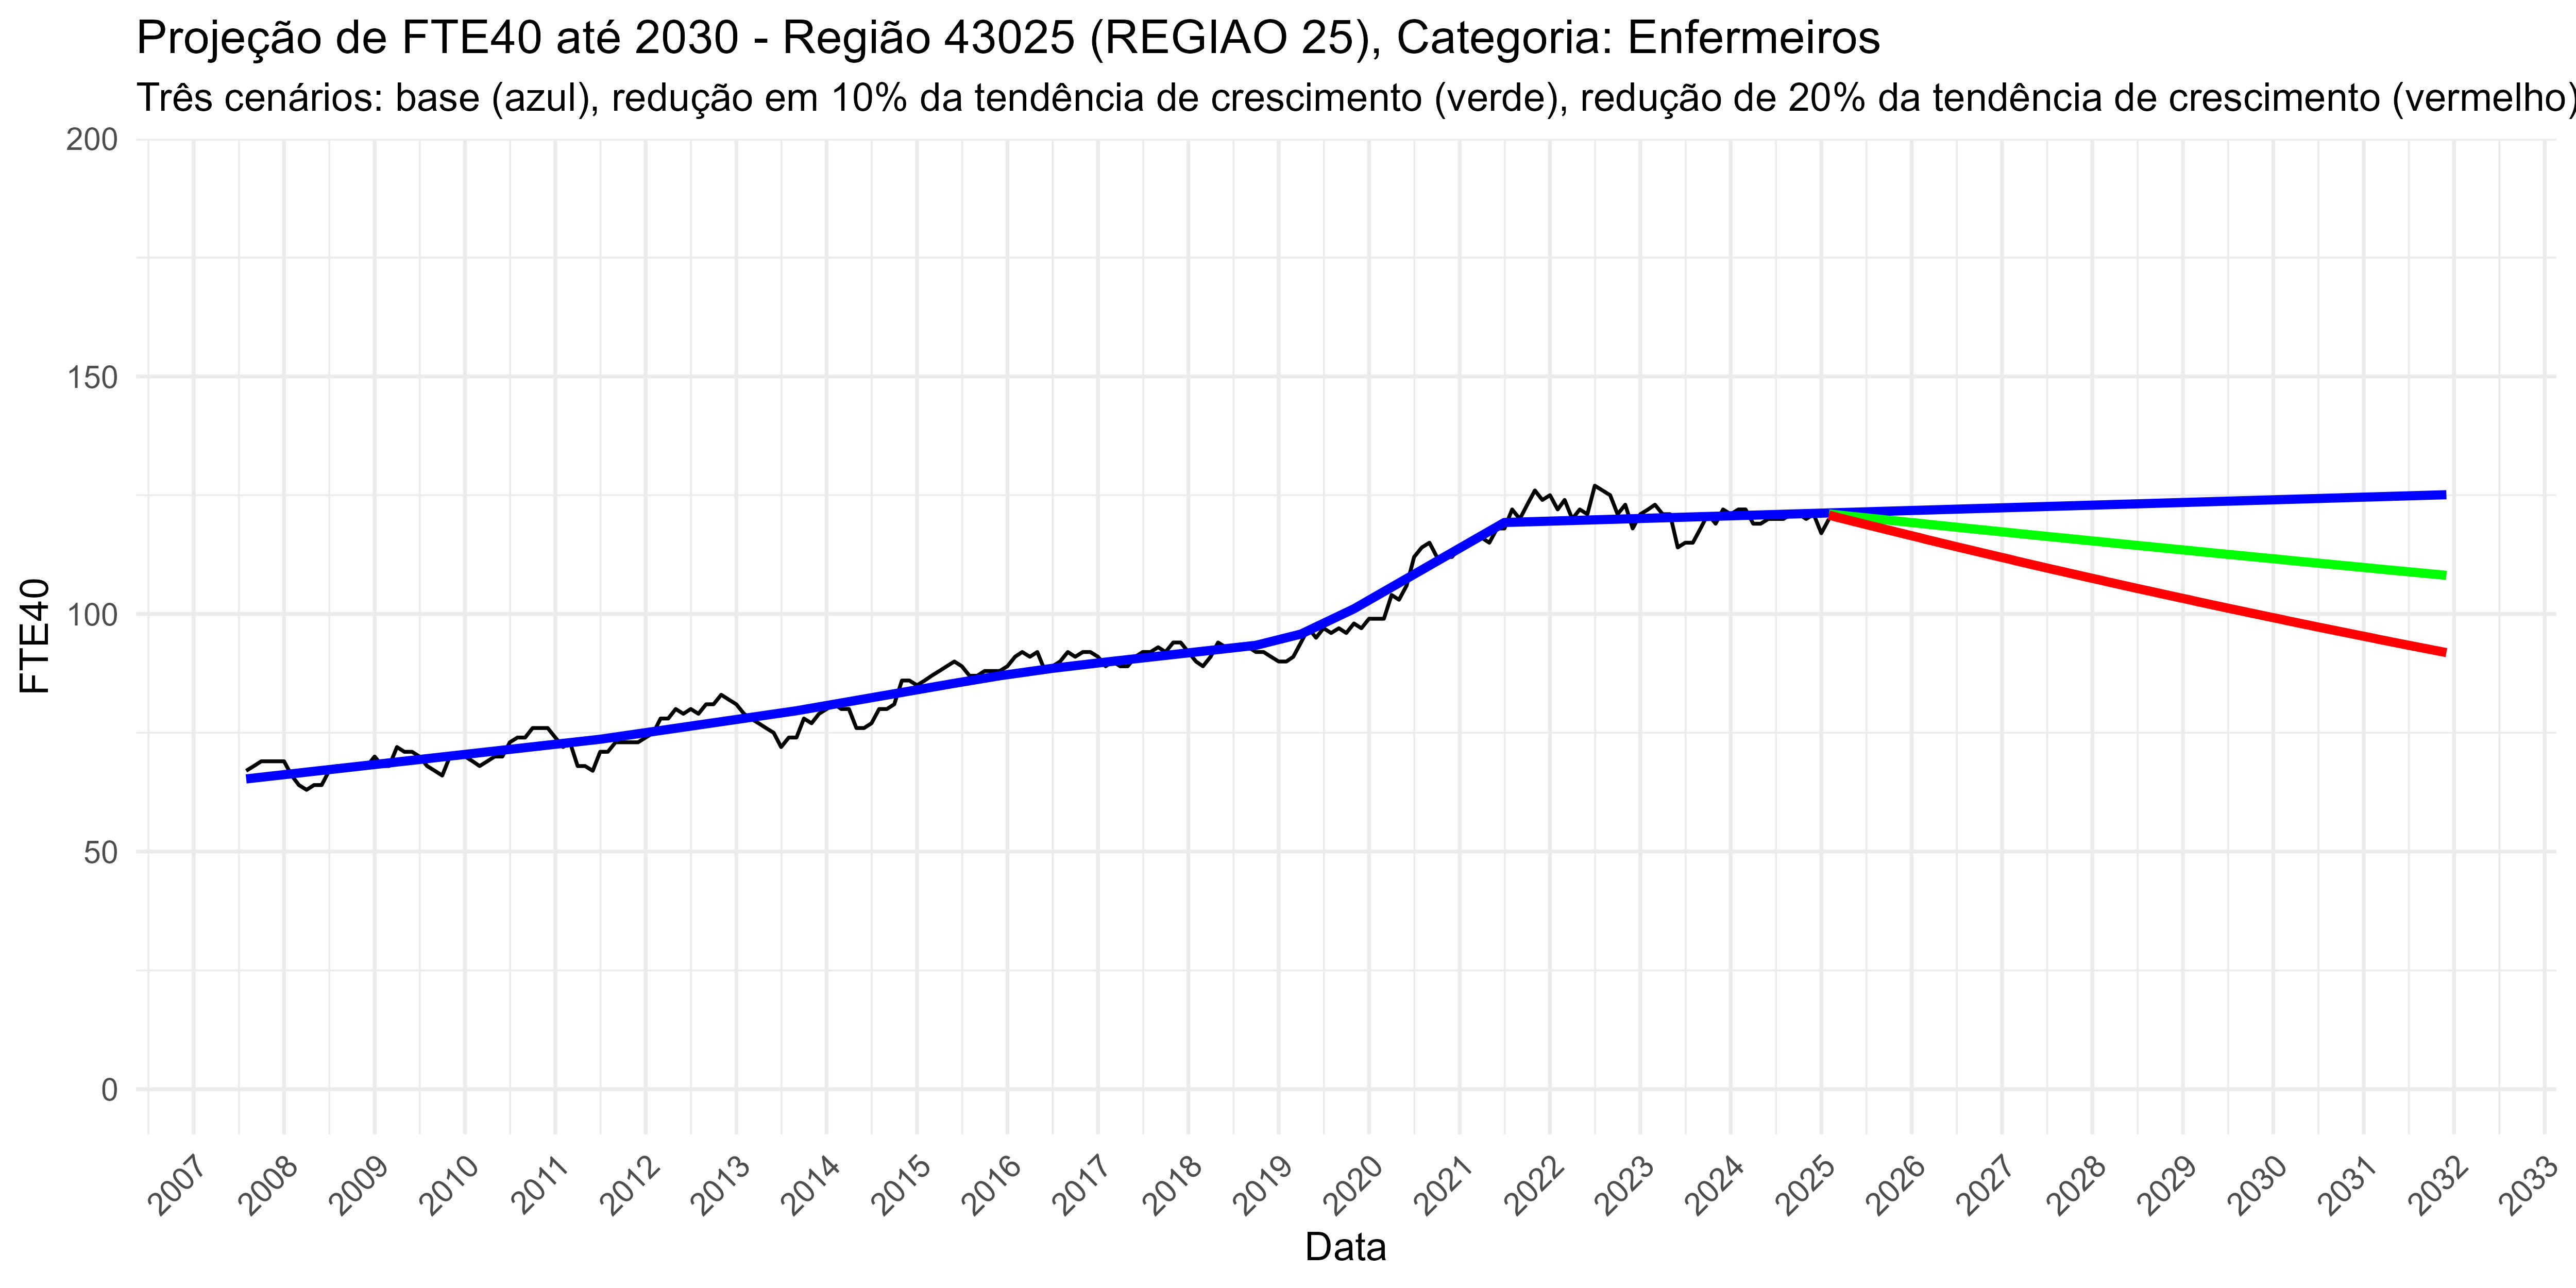 Projeção de FTE40 até 2030 - Região 43025 (REGIAO 25), Categoria: Enfermeiros
Três cenários: base (azul), redução em 10% da tendência de crescimento (verde), redução de 20% da tendência de crescimento (vermelho)
200
150
100
50
0
FTE40
2007 2008 2009 2010 2011 2012 2013 2014 2015 2016 2017 2018 2019 2020 2021 2022 2023 2024 2025 2026 2027 2028 2029 2030 2031 2032 2033
Data